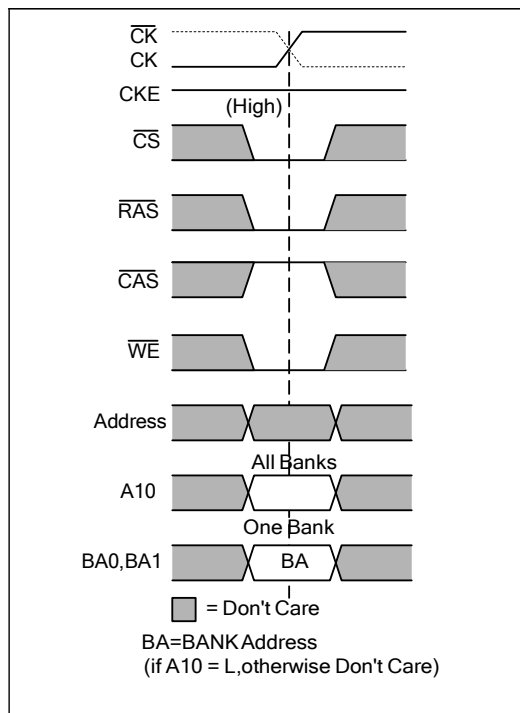 CK
CK
CKE
(High)
CS
RAS
CAS
WE
Address
All Banks
A10
One Bank
BA0,BA1
BA
= Don't Care
BA=BANK Address
(if A10 = L,otherwise Don't Care)